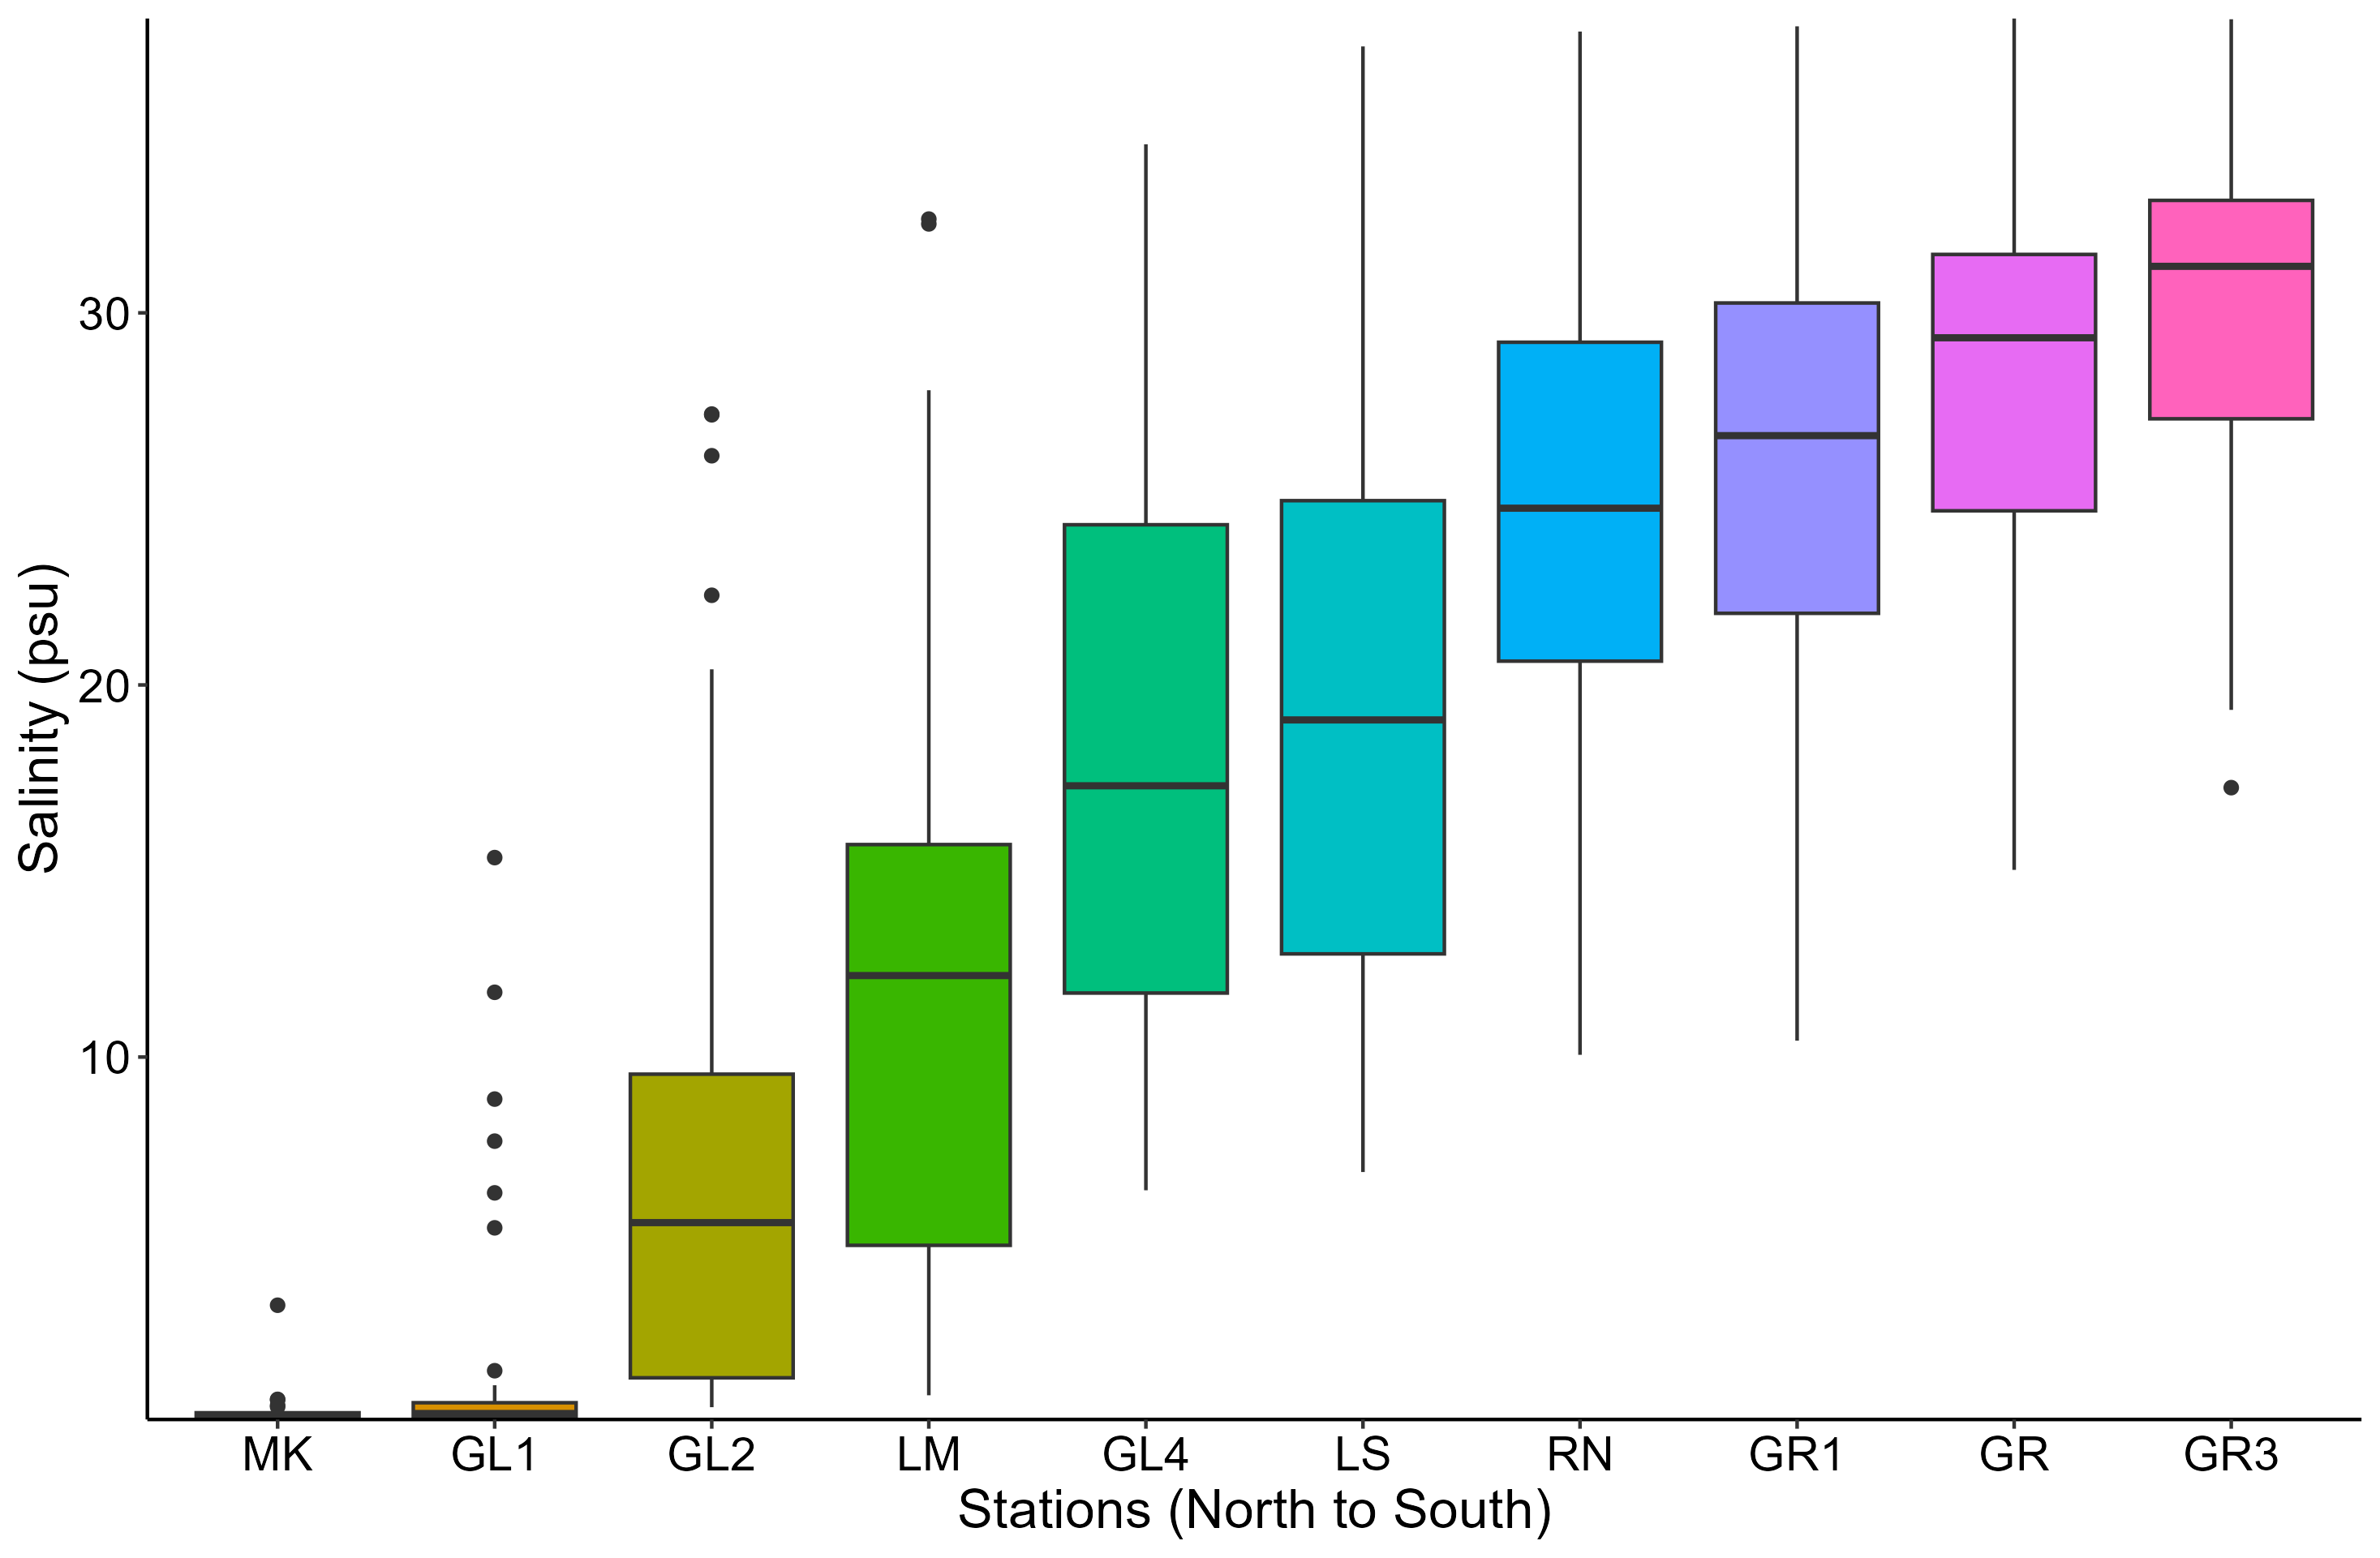 Salinity (psu)
30
20
10
MK GL1 GL2 LM GL4 LS RN GR1 GR GR3
Stations (North to South)